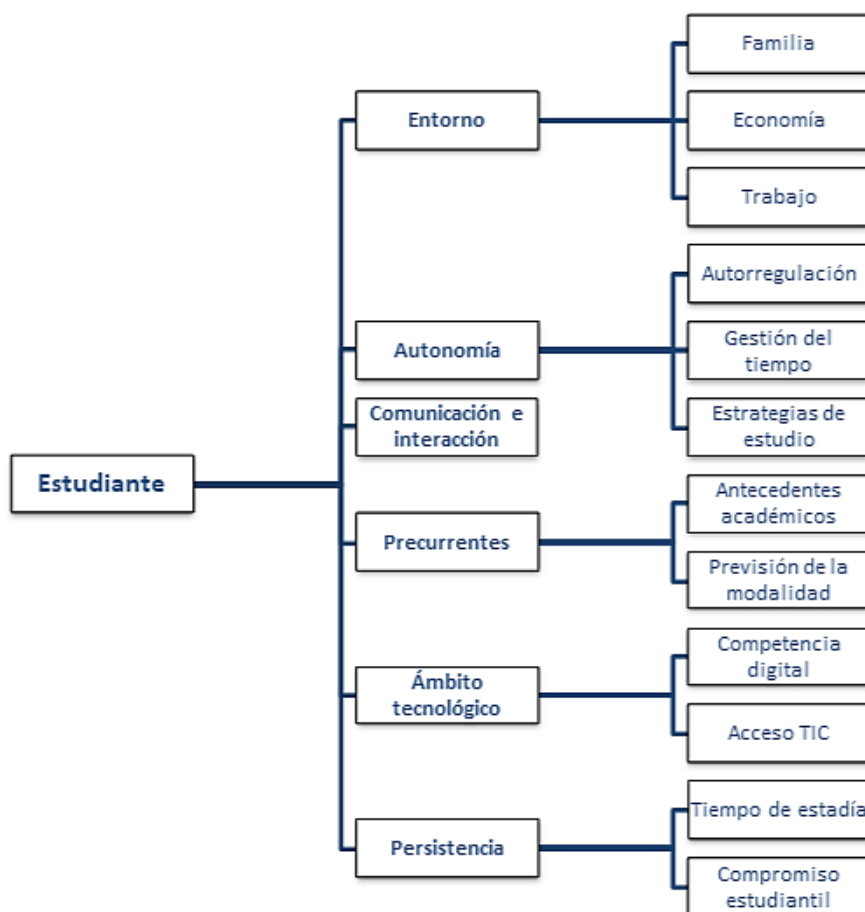 Familia
Entorno
Economía
Trabajo
Autorregulación
Autonomía
Gestión del
tiempo
Comunicación e
interacción
Estrategias de
estudio
Estudiante
Antecedentes
académicos
Precurrentes
Previsión de la
modalidad
Competencia
digital
Ámbito
tecnológico
Acceso TIC
Tiempo de estadía
Persistencia
Compromiso
estudiantil